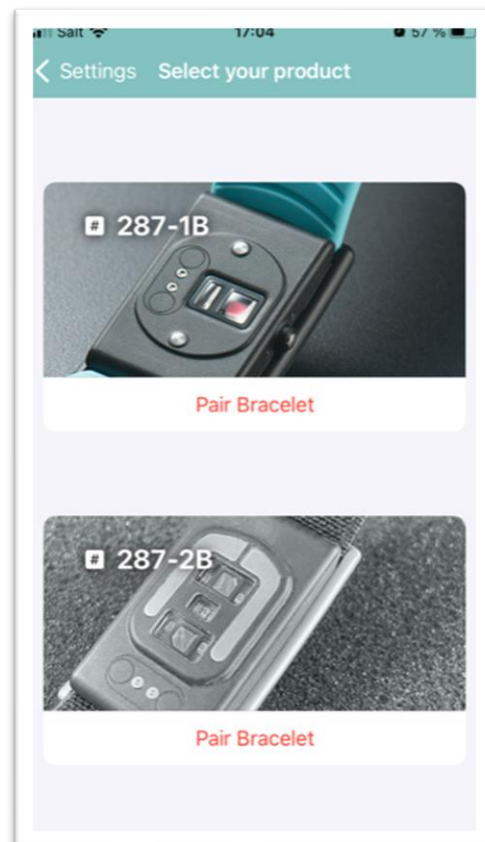 Salt 17:04 57 %
Settings Select your product
# 287-1B
Pair Bracelet
# 287-2B
Pair Bracelet